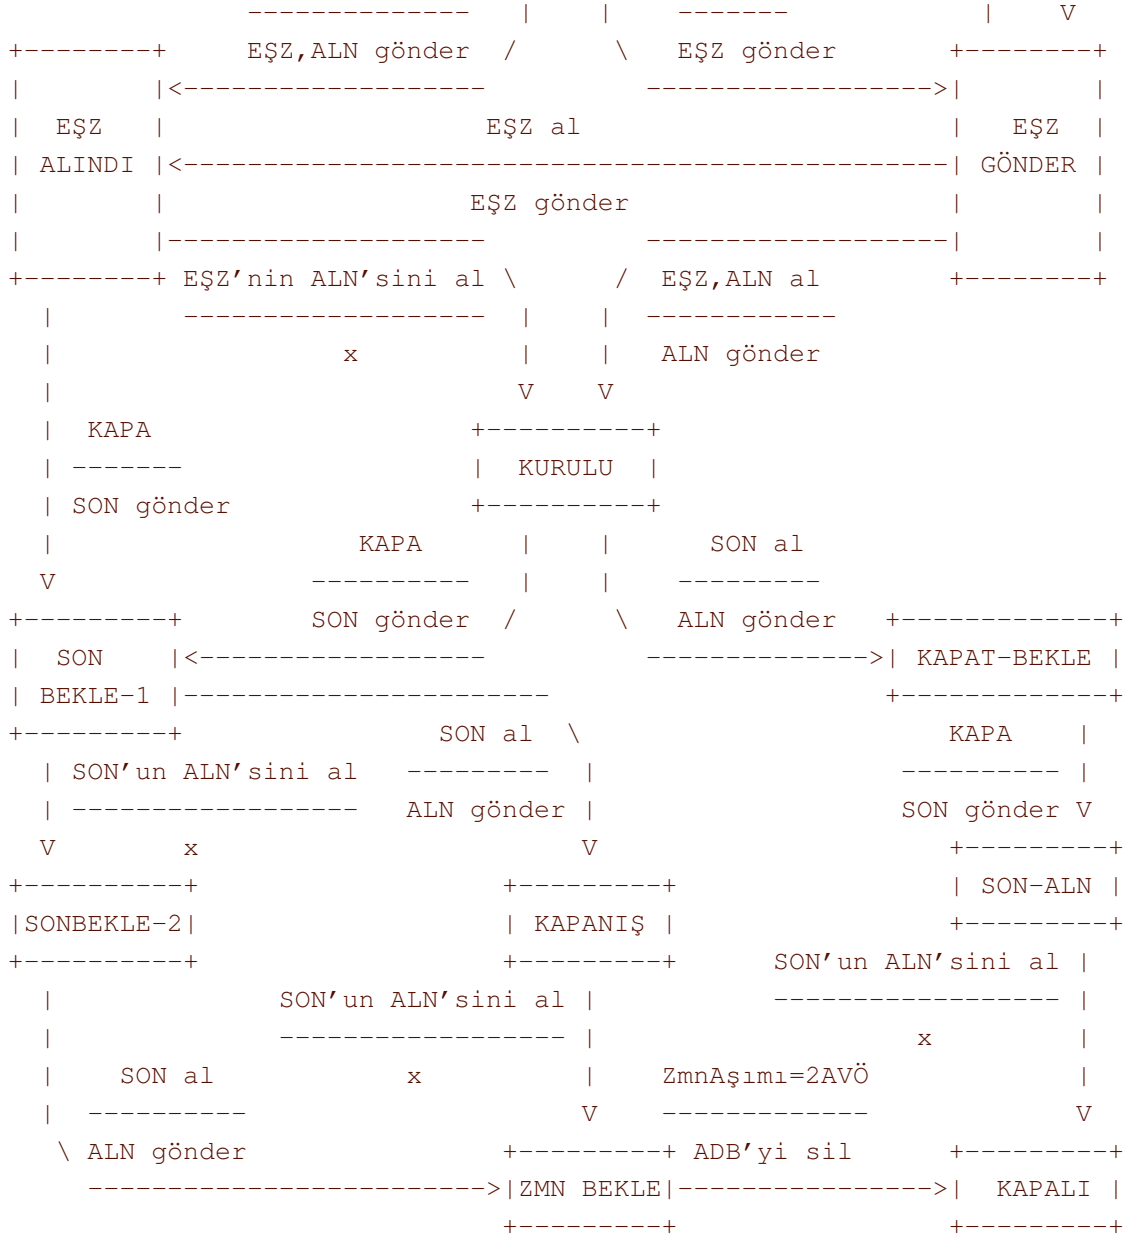 V
EŞZ,ALN gönder / \ EŞZ gönder
EŞZ EŞZ al EŞZ
ALINDI GÖNDER
EŞZ gönder
EŞZ'nin ALN'sini al \ / EŞZ,ALN al
x ALN gönder
V V
KAPA
KURULU
SON gönder
KAPA SON al
V
SON gönder / \ ALN gönder
SON KAPAT-BEKLE
BEKLE-1
SON al \ KAPA
SON'un ALN'sini al
ALN gönder SON gönder V
V x V
SON-ALN
SONBEKLE-2 KAPANIŞ
SON'un ALN'sini al
SON'un ALN'sini al
x
SON al x ZmnAşımı=2AVÖ
V V
\ ALN gönder ADB'yi sil
ZMN BEKLE KAPALI